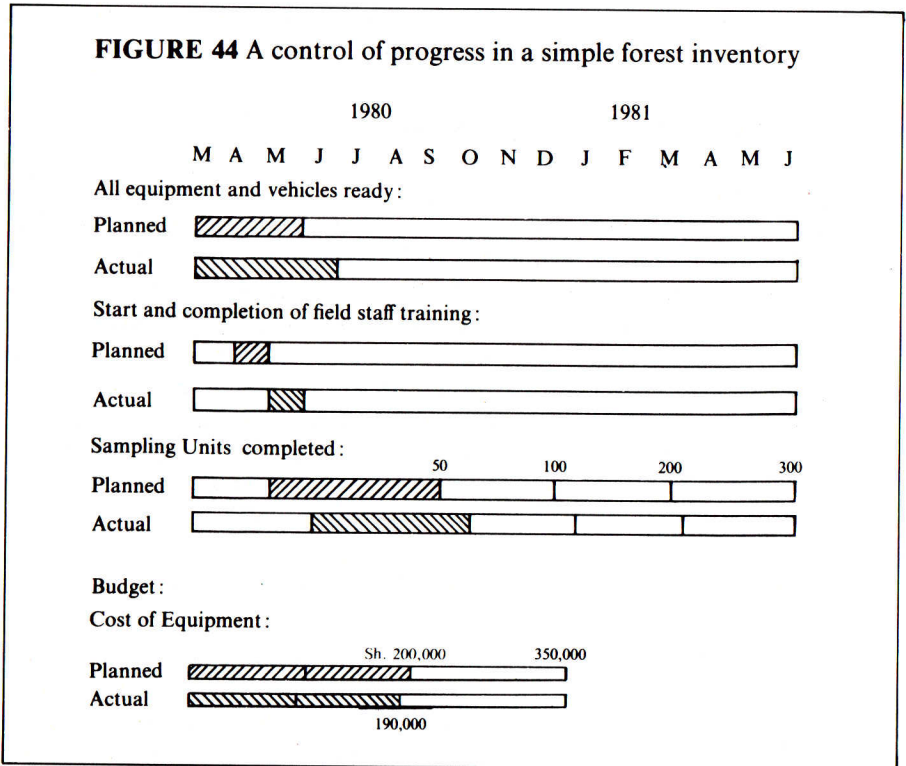 FIGURE 44 A control of progress in a simple forest inventory
1980 1981
M A M J J A S O N D J F M A M J
All equipment and vehicles ready:
Planned
Actual
Start and completion of field staff training:
Planned
Actual
Sampling Units completed:
50 100 200 300
Planned
Actual
Budget:
Cost of Equipment:
Sh. 200,000 350,000
Planned
Actual
190,000